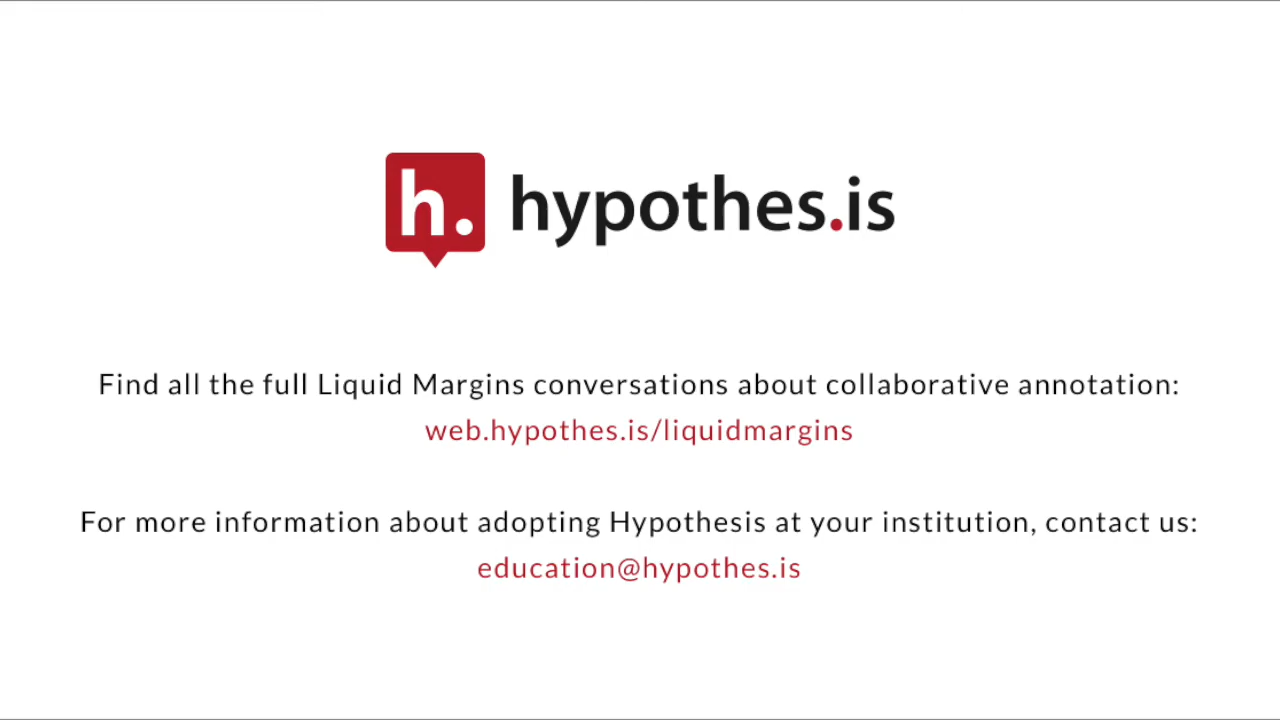 h. hypothes.is
Find all the full Liquid Margins conversations about collaborative annotation:
web.hypothes.is/liquidmargins
For more information about adopting Hypothesis at your institution, contact us:
education@hypothes.is